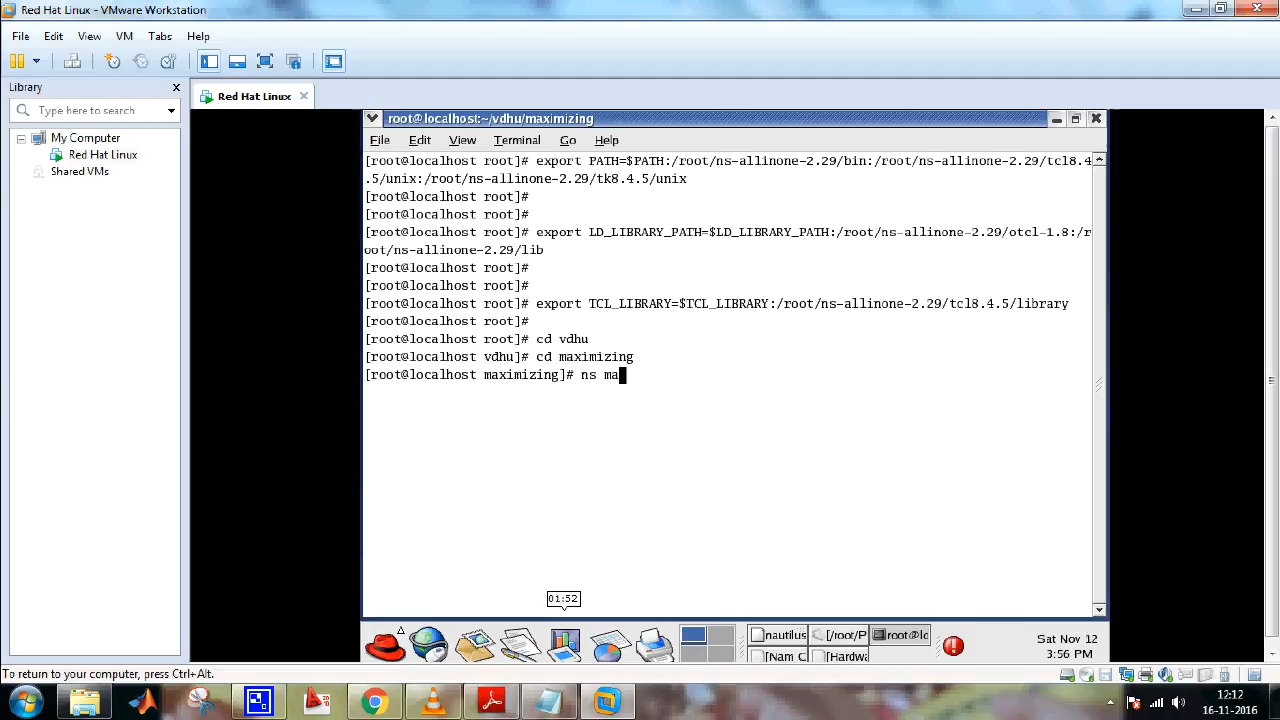 Red Hat Linux - VMware Workstation
File Edit View VM Tabs Help
Library
Type here to search
My Computer
Red Hat Linux
Shared VMs
Red Hat Linux
root@localhost:~/vdhu/maximizing
File Edit View Terminal Go Help
[root@localhost root]# export PATH=$PATH:/root/ns-allinone-2.29/bin:/root/ns-allinone-2.29/tcl8.4
.5/unix:/root/ns-allinone-2.29/tk8.4.5/unix
[root@localhost root]#
[root@localhost root]#
[root@localhost root]# export LD_LIBRARY_PATH=$LD_LIBRARY_PATH:/root/ns-allinone-2.29/otcl-1.8:/r
oot/ns-allinone-2.29/lib
[root@localhost root]#
[root@localhost root]#
[root@localhost root]# export TCL_LIBRARY=$TCL_LIBRARY:/root/ns-allinone-2.29/tcl8.4.5/library
[root@localhost root]#
[root@localhost root]# cd vdhu
[root@localhost vdhu]# cd maximizing
[root@localhost maximizing]# ns ma
01:52
nautilus [/root/P root@lo
[Nam C [Hardwa
Sat Nov 12
3:56 PM
To return to your computer, press Ctrl+Alt.
12:12
16-11-2016